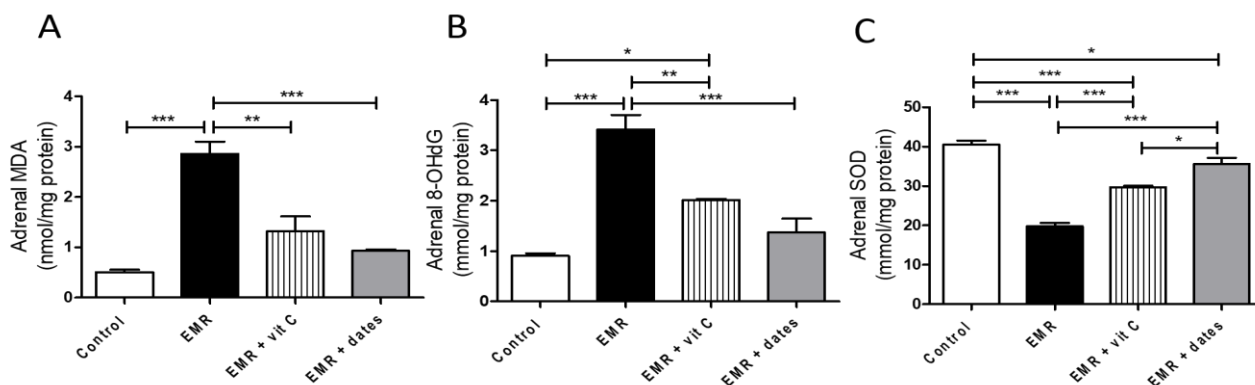 A
Adrenal MDA
(nmol/mg protein)
4
3
2
1
0
***
**
***
Control
EMR
EMR + vit C
EMR + dates
B
Adrenal 8-OHdG
(mmol/mg protein)
4
3
2
1
0
*
**
***
***
Control
EMR
EMR + vit C
EMR + dates
C
Adrenal SOD
(mmol/mg protein)
50
40
30
20
10
0
*
***
***
***
***
*
Control
EMR
EMR + vit C
EMR + dates